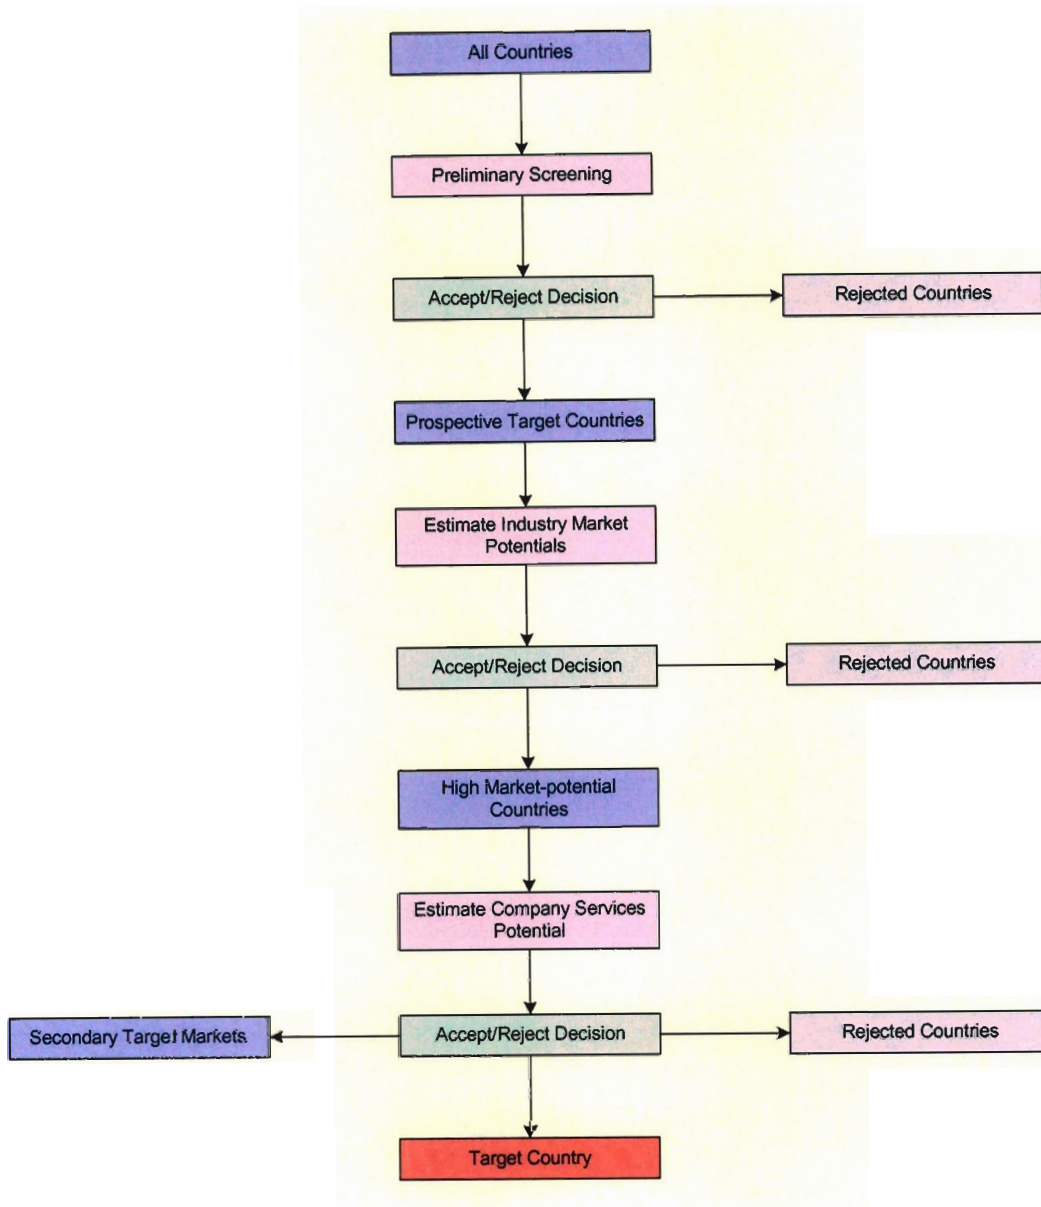 All Countries
Preliminary Screening
Accept/Reject Decision
Rejected Countries
Prospective Target Countries
Estimate Industry Market
Potentials
Accept/Reject Decision
Rejected Countries
High Market-potential
Countries
Estimate Company Services
Potential
Secondary Target Markets
Accept/Reject Decision
Rejected Countries
Target Country